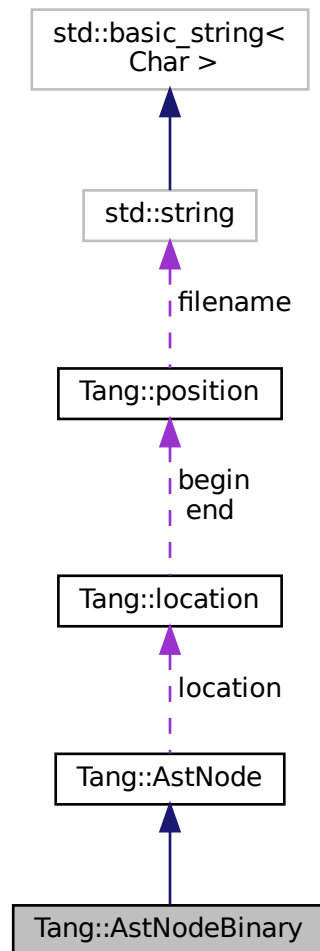 std::basic_string<
Char >
std::string
filename
Tang::position
begin
end
Tang::location
location
Tang::AstNode
Tang::AstNodeBinary